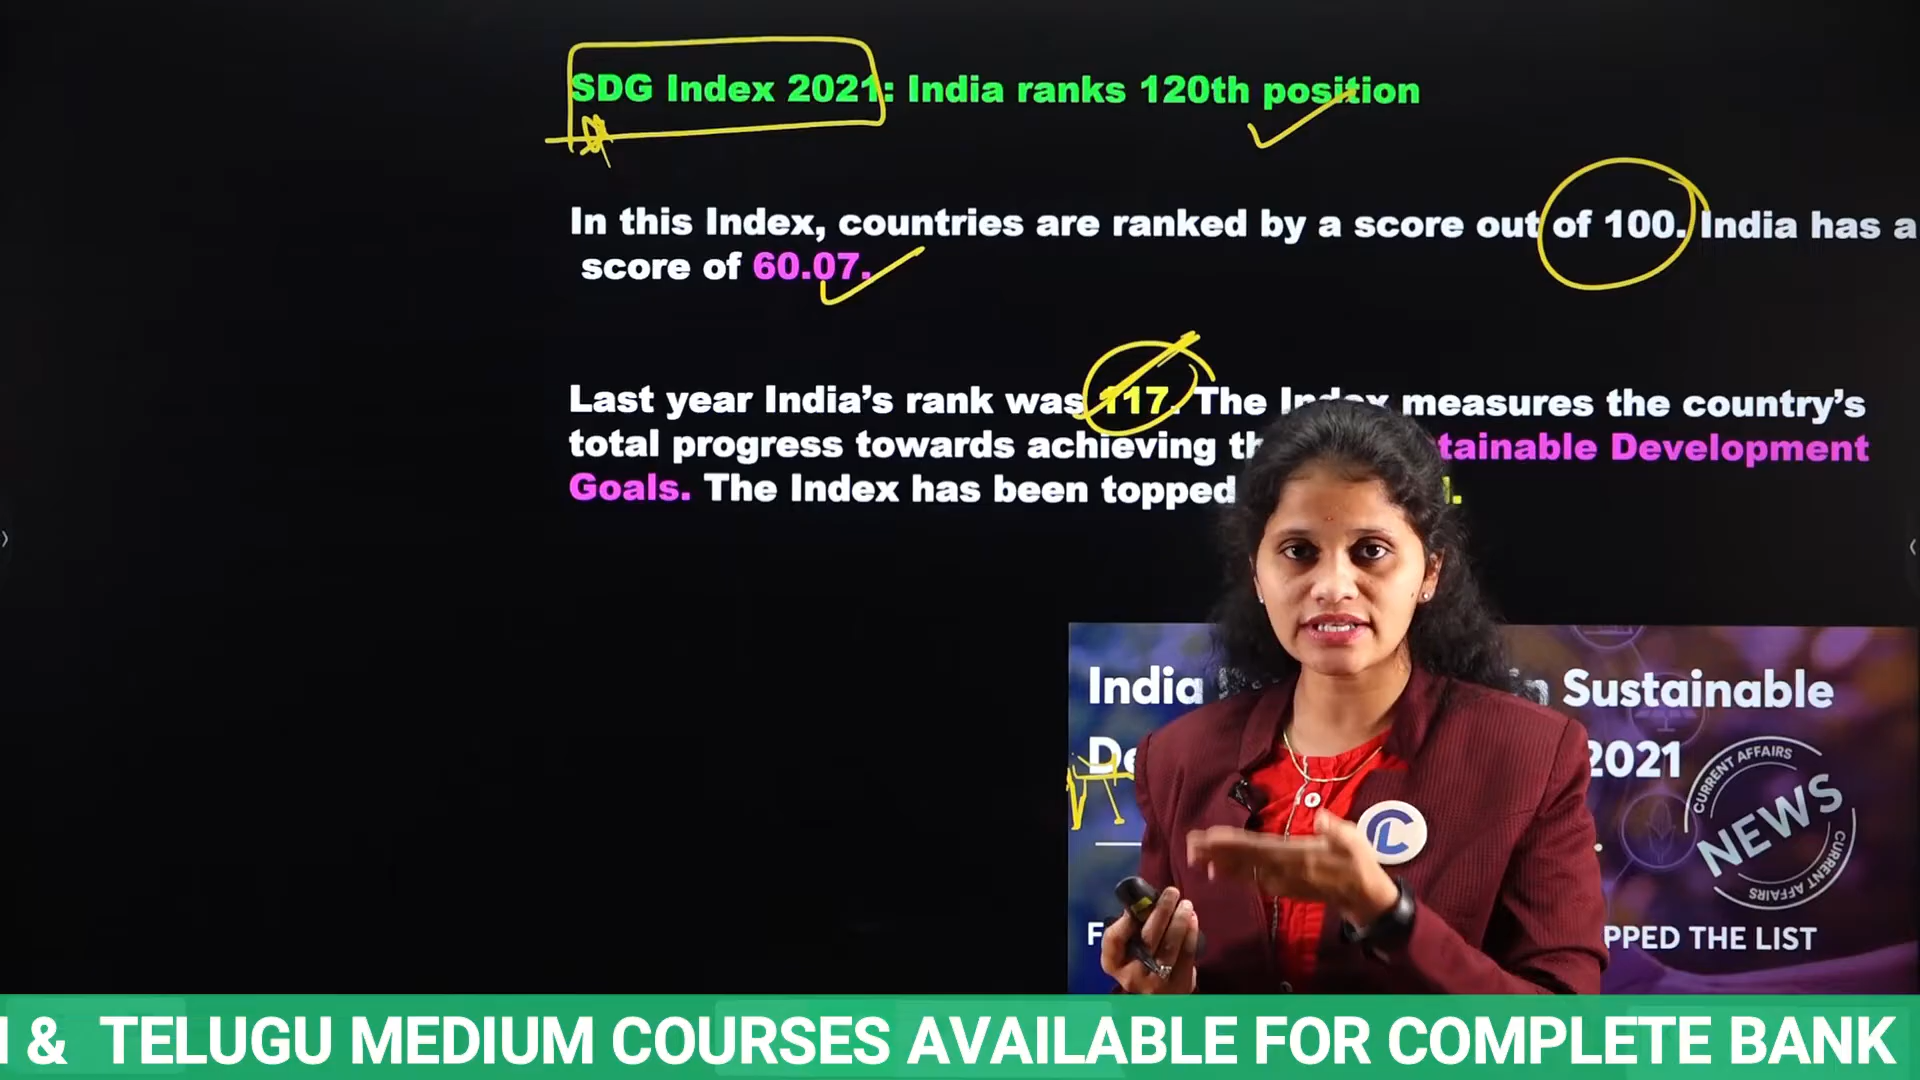 SDG Index 2021: India ranks 120th position
In this Index, countries are ranked by a score out of 100. India has a
score of 60.07.
Last year India's rank was 117. The Index measures the country's
total progress towards achieving tainable Development
Goals. The Index has been topped
India in Sustainable
2021
CURRENT AFFAIRS
NEWS
CURRENT AFFAIRS
PPED THE LIST
& TELUGU MEDIUM COURSES AVAILABLE FOR COMPLETE BANK